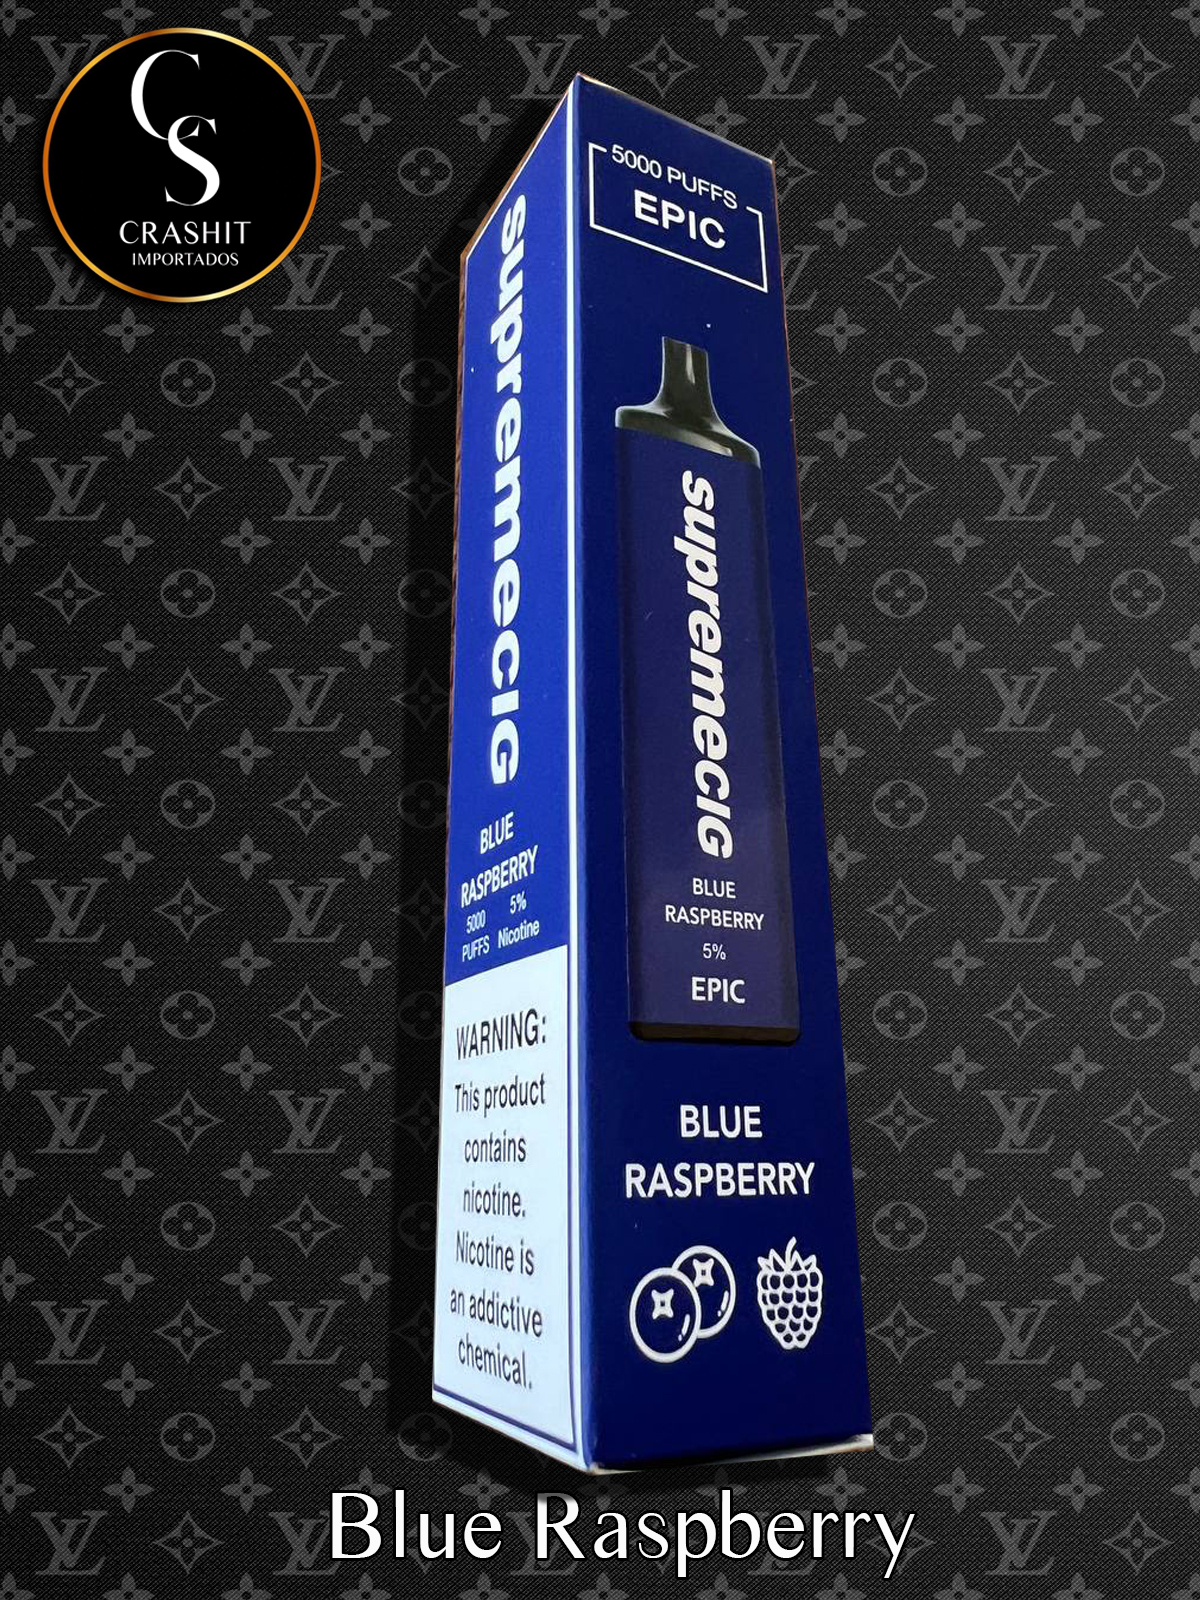 CS
CRASHIT
IMPORTADOS
5000 PUFFS
EPIC
supremecIG
BLUE
RASPBERRY
5000
PUFFS
5%
Nicotine
WARNING:
This product
contains
nicotine.
Nicotine is
an addictive
chemical.
supremecIG
BLUE
RASPBERRY
5%
EPIC
BLUE
RASPBERRY
Blue Raspberry